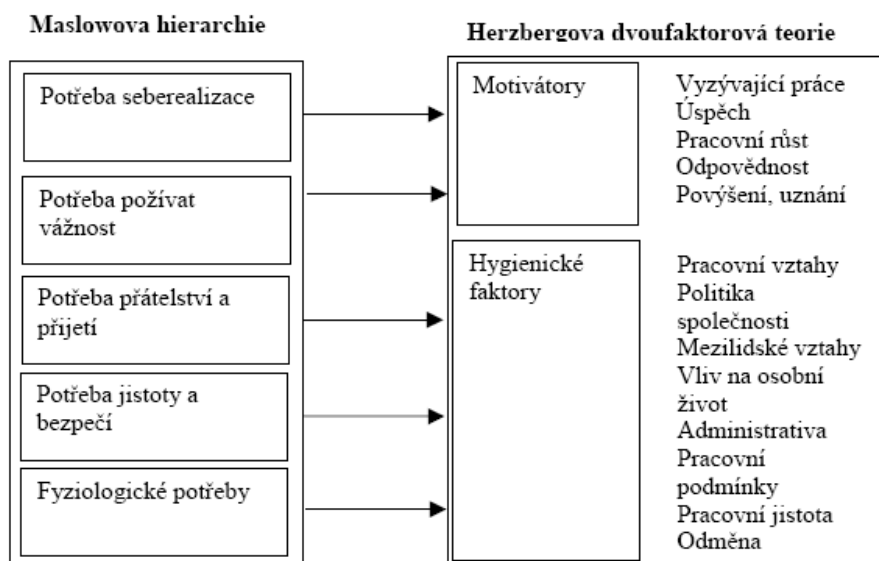 Maslowova hierarchie
Potřeba seberealizace
Potřeba požívat
vážnost
Potřeba přátelství a
přijetí
Potřeba jistoty a
bezpečí
Fyziologické potřeby
Herzbergova dvoufaktorová teorie
Motivátory
Vyzývající práce
Úspěch
Pracovní růst
Odpovědnost
Povýšení, uznání
Hygienické
faktory
Pracovní vztahy
Politika
společnosti
Mezilidské vztahy
Vliv na osobní
život
Administrativa
Pracovní
podmínky
Pracovní jistota
Odměna